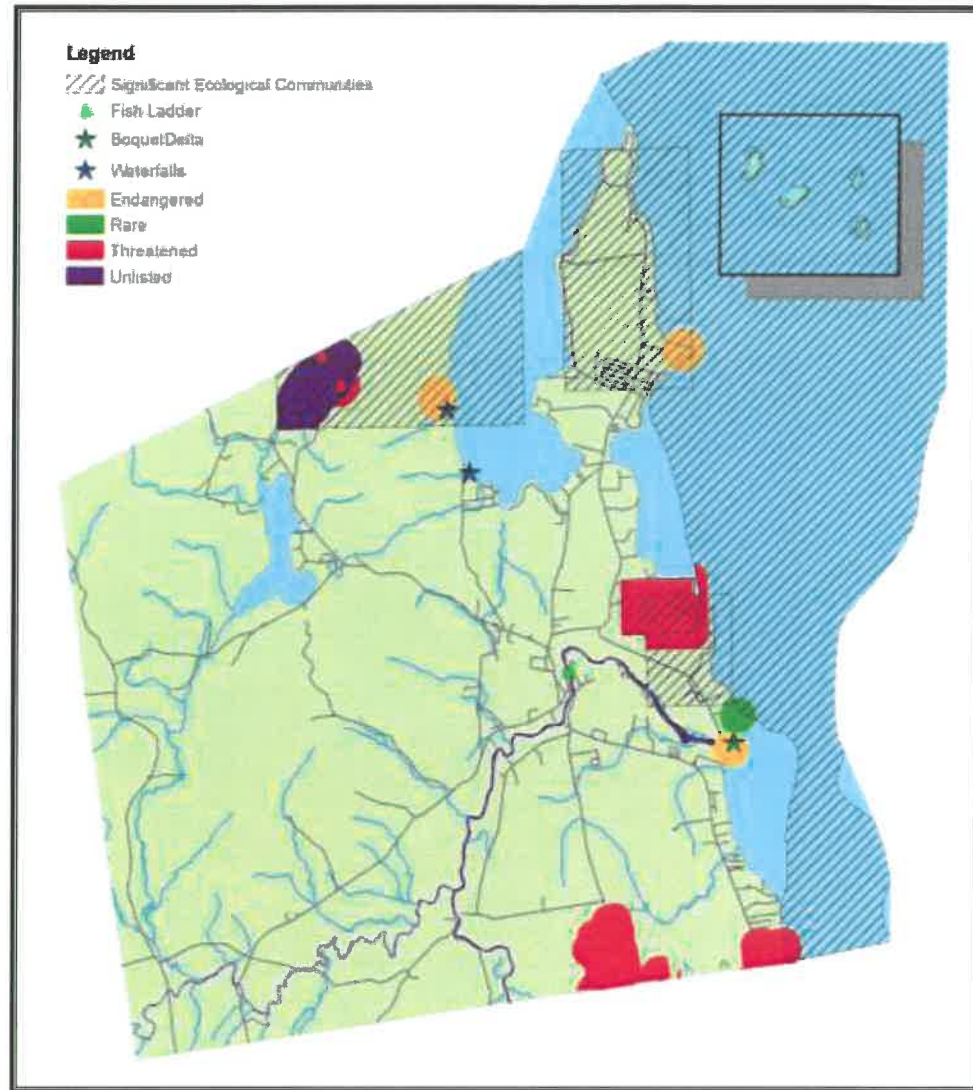 Legend
Significant Ecological Communities
Fish Ladder
BoquetDelta
Waterfalls
Endangered
Rare
Threatened
Unlisted